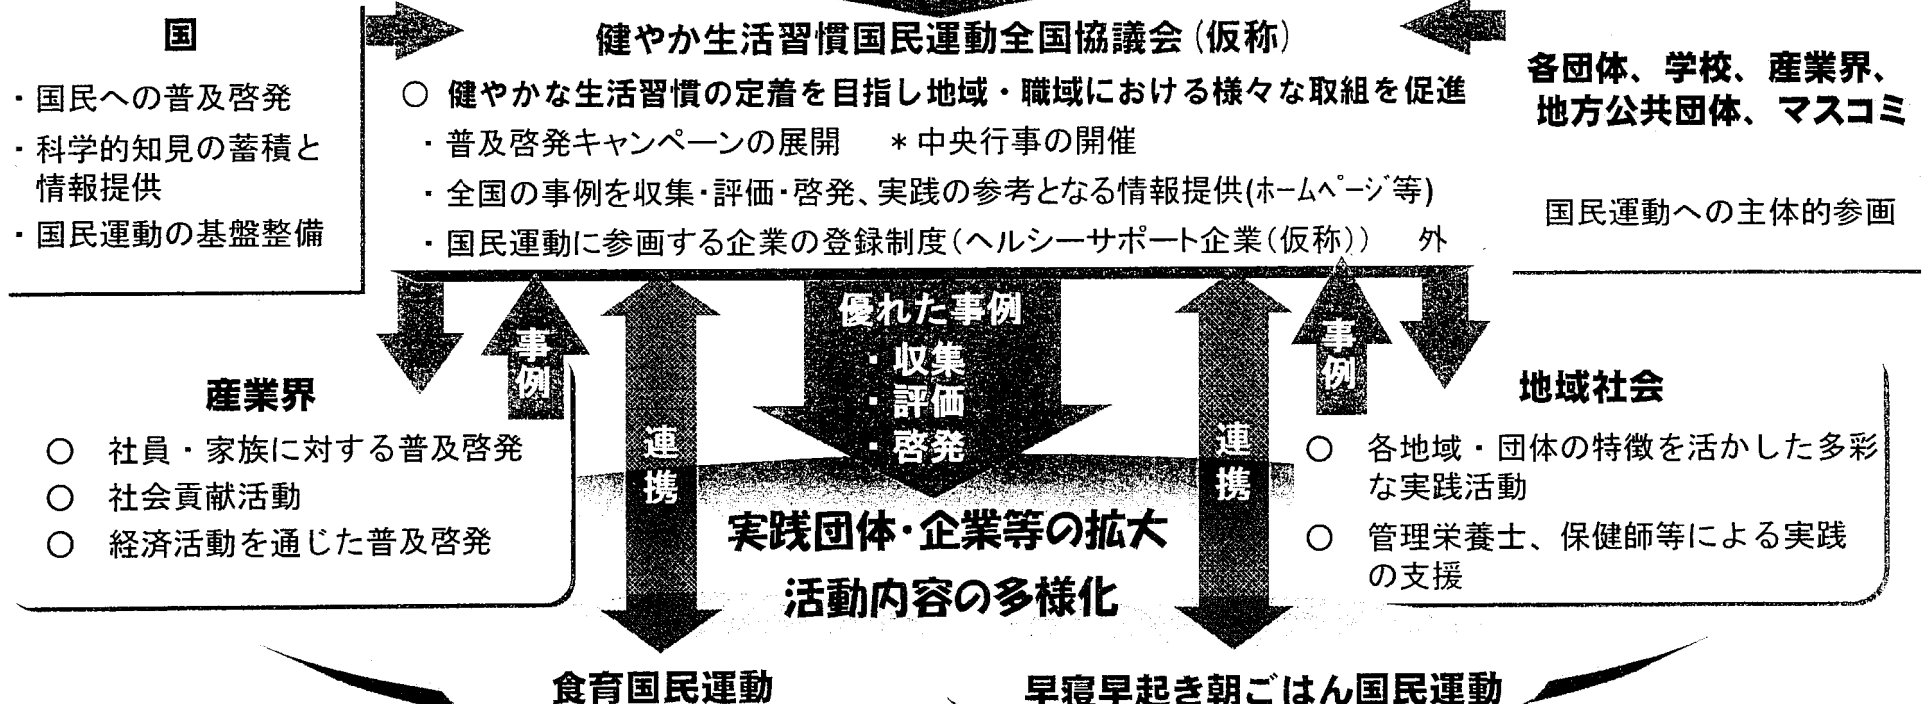 国
・国民への普及啓発
・科学的知見の蓄積と
情報提供
・国民運動の基盤整備
健やか生活習慣国民運動全国協議会(仮称)
○ 健やかな生活習慣の定着を目指し地域・職域における様々な取組を促進
・普及啓発キャンペーンの展開 *中央行事の開催
・全国の事例を収集・評価・啓発、実践の参考となる情報提供(ホームページ等)
・国民運動に参画する企業の登録制度(ヘルシーサポート企業(仮称)) 外
各団体、学校、産業界、
地方公共団体、マスコミ
国民運動への主体的参画
事例
連携
優れた事例
・収集
・評価
・啓発
連携
事例
産業界
○ 社員・家族に対する普及啓発
○ 社会貢献活動
○ 経済活動を通じた普及啓発
実践団体・企業等の拡大
活動内容の多様化
地域社会
○ 各地域・団体の特徴を活かした多彩
な実践活動
○ 管理栄養士、保健師等による実践
の支援
食育国民運動
早寝早起き朝ごはん国民運動